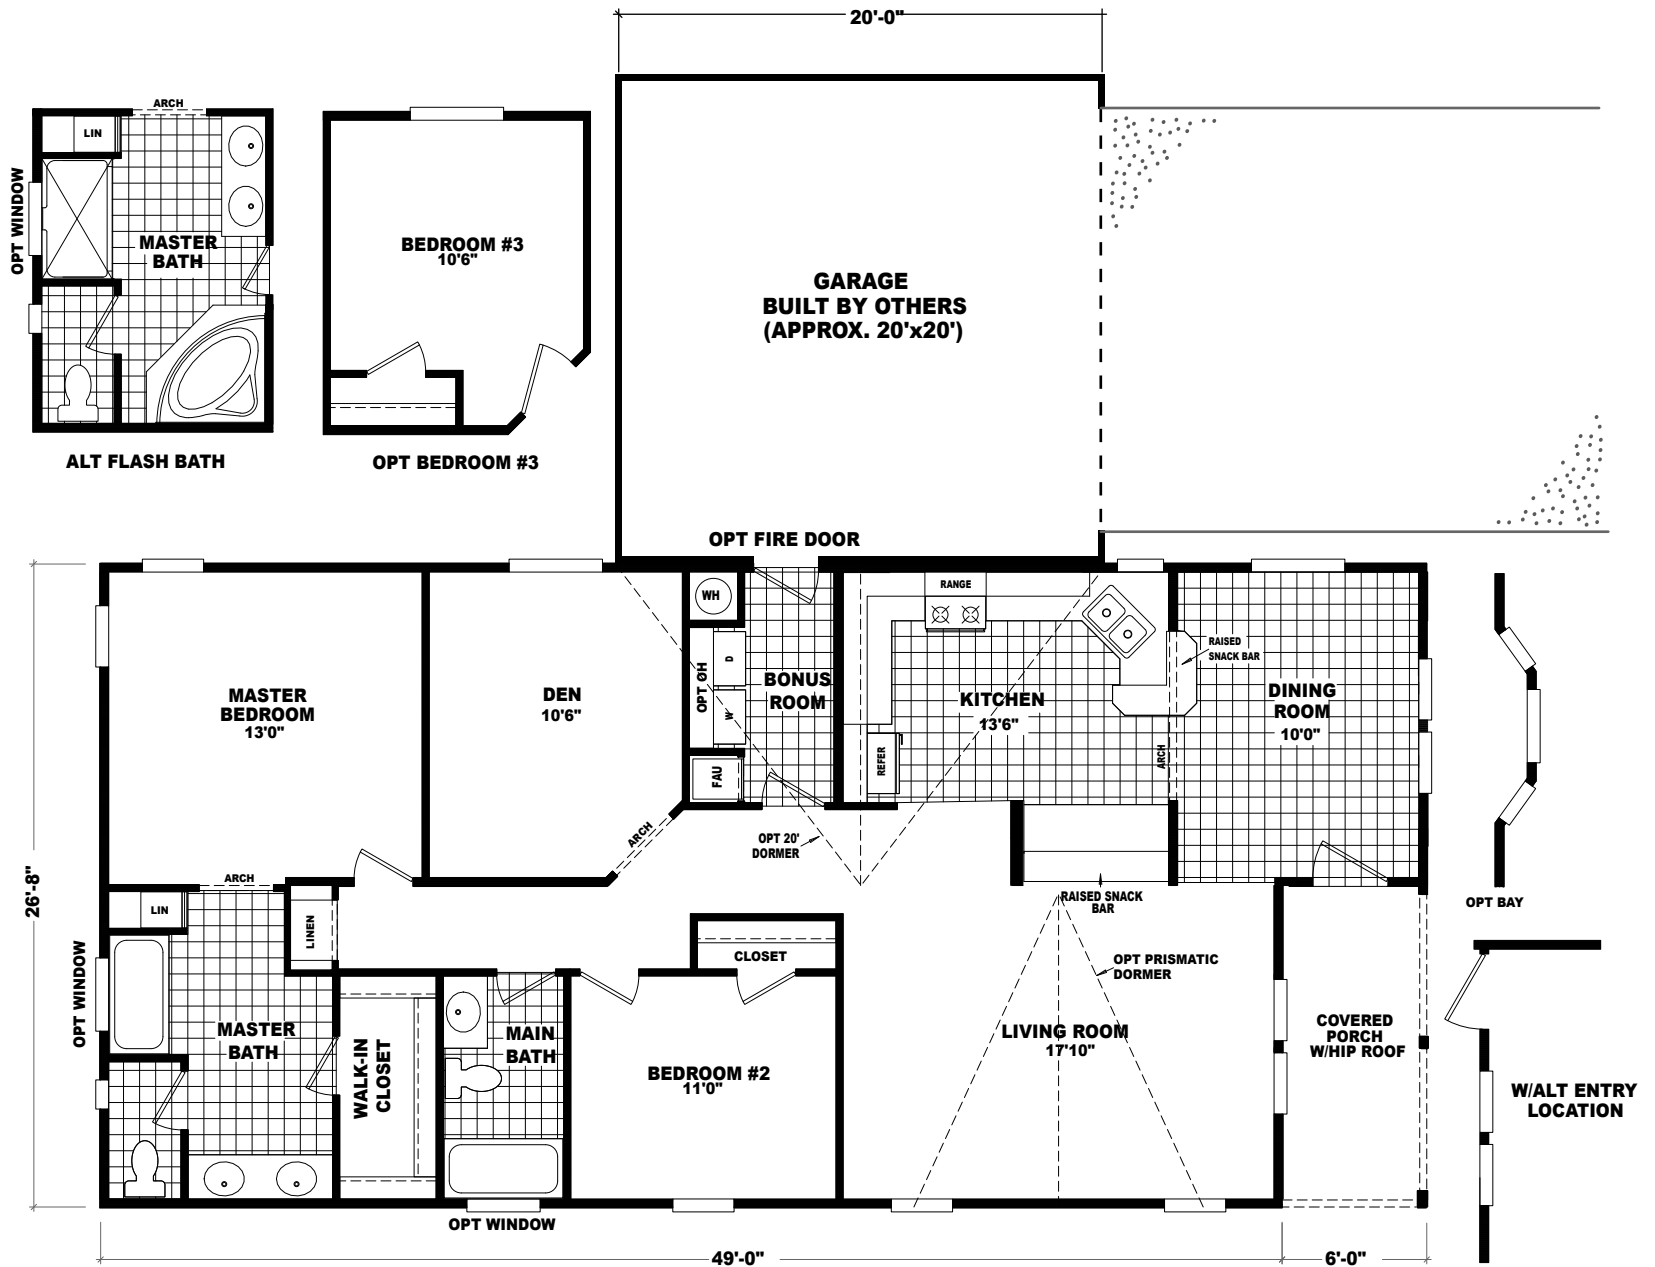 20'-0"
ARCH
LIN
OPT WINDOW
MASTER
BATH
ALT FLASH BATH
BEDROOM #3
10'6"
OPT BEDROOM #3
GARAGE
BUILT BY OTHERS
(APPROX. 20'x20')
OPT FIRE DOOR
MASTER
BEDROOM
13'0"
DEN
10'6"
ARCH
WH
OPT ØH
D
W
FAU
BONUS
ROOM
RANGE
KITCHEN
13'6"
REFER
RAISED
SNACK BAR
ARCH
DINING
ROOM
10'0"
OPT 20'
DORMER
RAISED SNACK
BAR
OPT BAY
26'-8"
ARCH
LIN
LINEN
OPT WINDOW
MASTER
BATH
WALK-IN
CLOSET
MAIN
BATH
CLOSET
BEDROOM #2
11'0"
OPT PRISMATIC
DORMER
LIVING ROOM
17'10"
COVERED
PORCH
W/HIP ROOF
W/ALT ENTRY
LOCATION
OPT WINDOW
49'-0"
6'-0"